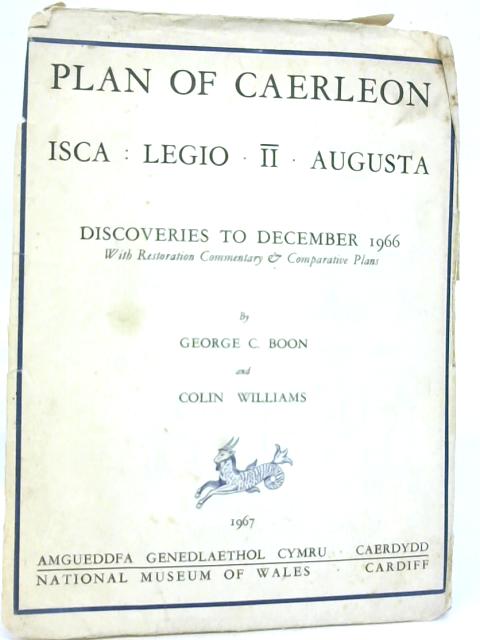 PLAN OF CAERLEON
ISCA : LEGIO · I̅I̅ · AUGUSTA
DISCOVERIES TO DECEMBER 1966
With Restoration Commentary & Comparative Plans
By
GEORGE C. BOON
and
COLIN WILLIAMS
1967
AMGUEDDFA GENEDLAETHOL CYMRU · CAERDYDD
NATIONAL MUSEUM OF WALES · CARDIFF